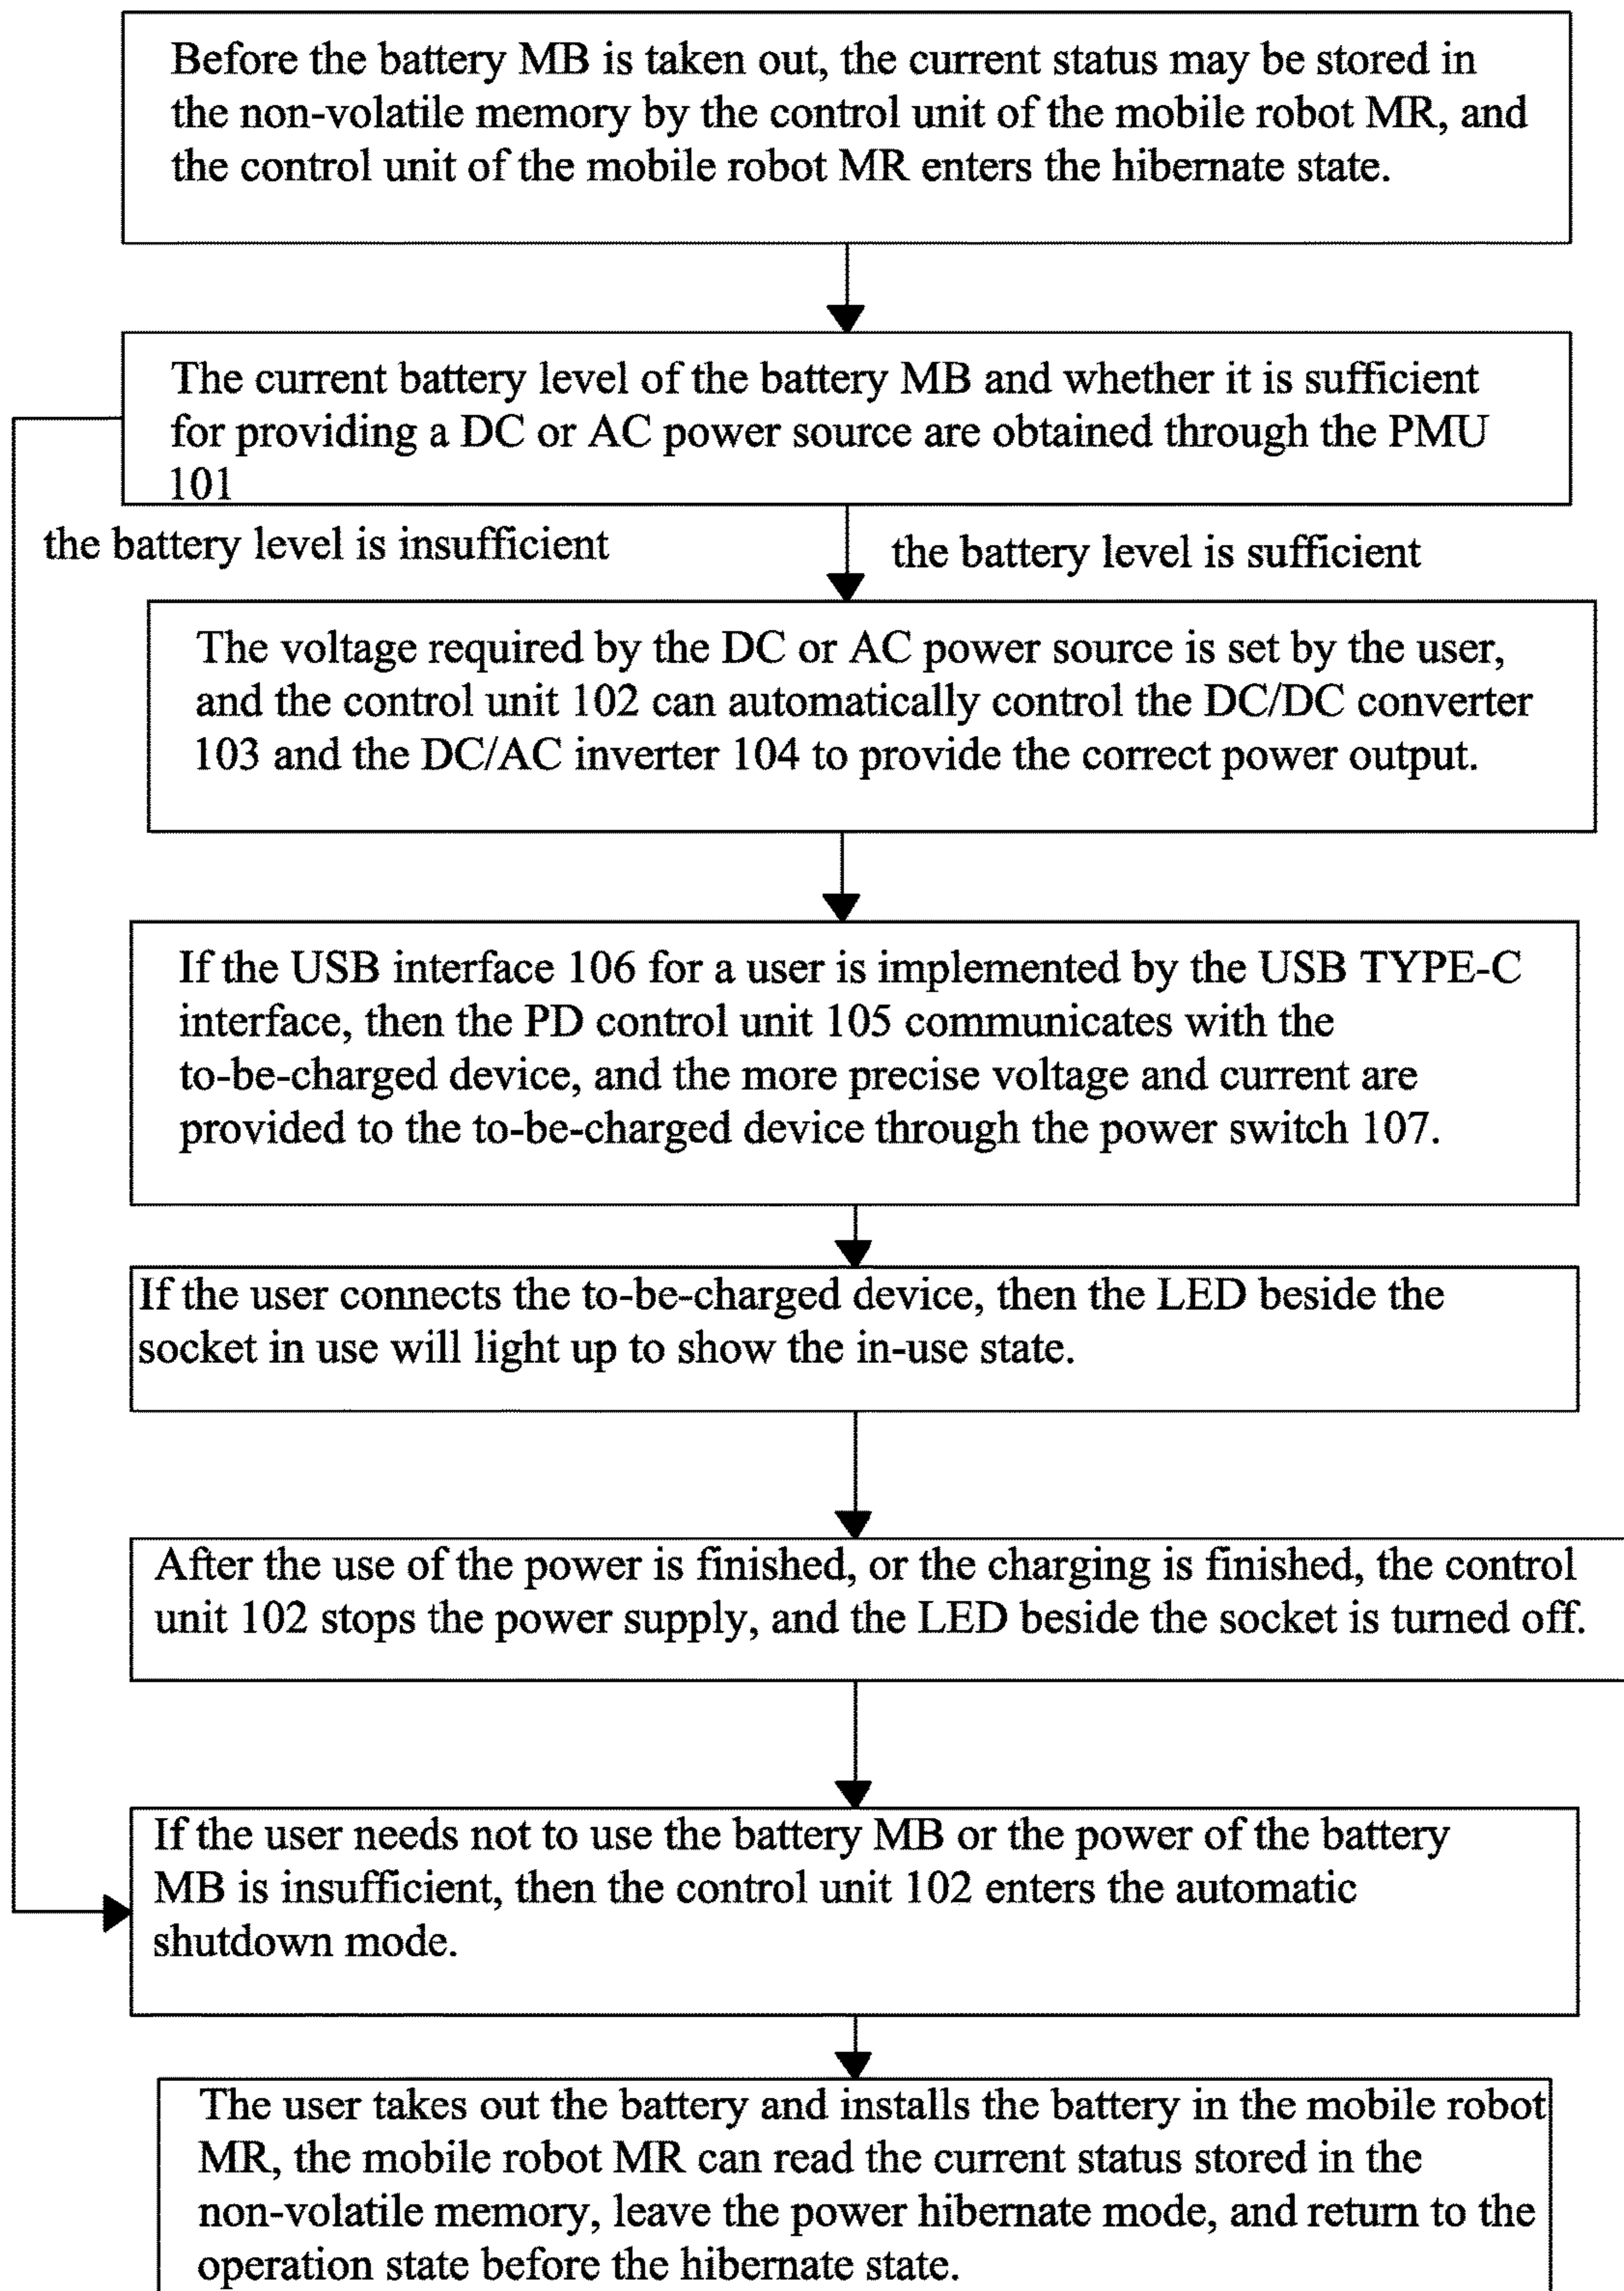 Before the battery MB is taken out, the current status may be stored in
the non-volatile memory by the control unit of the mobile robot MR, and
the control unit of the mobile robot MR enters the hibernate state.
The current battery level of the battery MB and whether it is sufficient
for providing a DC or AC power source are obtained through the PMU
101
the battery level is insufficient
the battery level is sufficient
The voltage required by the DC or AC power source is set by the user,
and the control unit 102 can automatically control the DC/DC converter
103 and the DC/AC inverter 104 to provide the correct power output.
If the USB interface 106 for a user is implemented by the USB TYPE-C
interface, then the PD control unit 105 communicates with the
to-be-charged device, and the more precise voltage and current are
provided to the to-be-charged device through the power switch 107.
If the user connects the to-be-charged device, then the LED beside the
socket in use will light up to show the in-use state.
After the use of the power is finished, or the charging is finished, the control
unit 102 stops the power supply, and the LED beside the socket is turned off.
If the user needs not to use the battery MB or the power of the battery
MB is insufficient, then the control unit 102 enters the automatic
shutdown mode.
The user takes out the battery and installs the battery in the mobile robot
MR, the mobile robot MR can read the current status stored in the
non-volatile memory, leave the power hibernate mode, and return to the
operation state before the hibernate state.